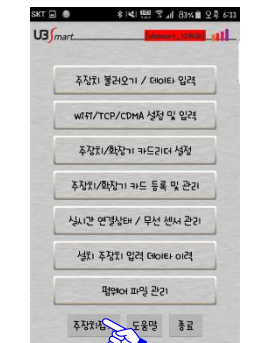 SKT 83% 오후 6:33
U3Smart
주장치 불러오기 / 데이타 입력
WIFI/TCP/CDMA 설정 및 입력
주장치/확장기 카드리더 설정
주장치/확장기 카드 등록 및 관리
실시간 연결상태 / 무선 센서 관리
설치 주장치 입력 데이타 이력
펌웨어 파일 관리
도움말 종료